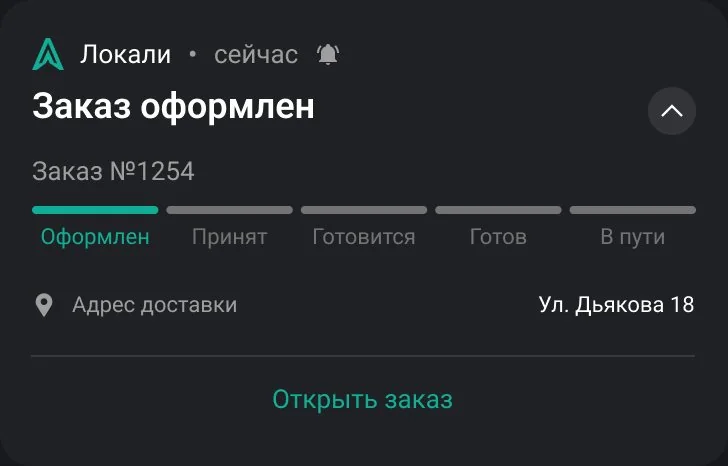 Локали • сейчас
Заказ оформлен
Заказ №1254
Оформлен Принят Готовится Готов В пути
Адрес доставки Ул. Дьякова 18
Открыть заказ